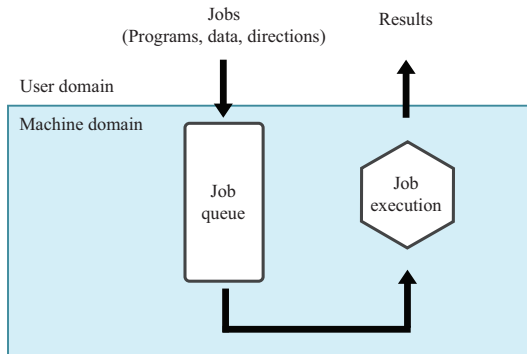 Jobs
(Programs, data, directions)
Results
User domain
Machine domain
Job
queue
Job
execution